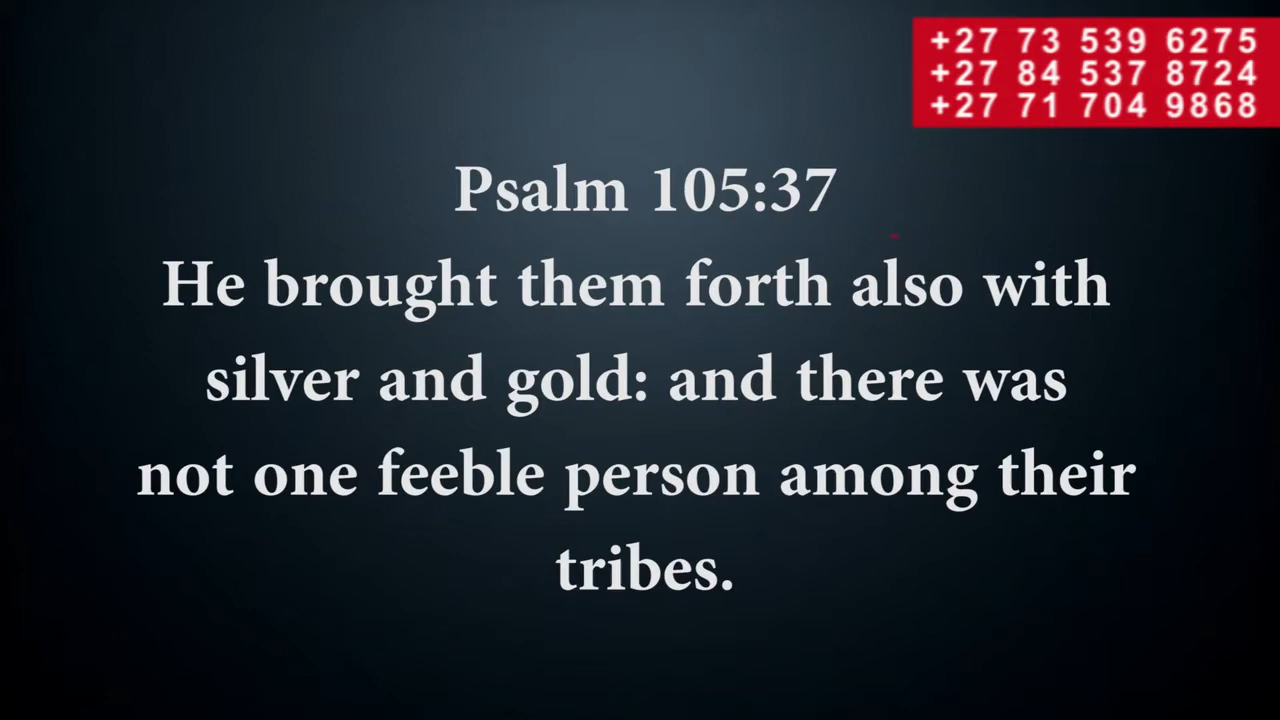 +27 73 539 6275
+27 84 537 8724
+27 71 704 9868
Psalm 105:37
He brought them forth also with
silver and gold: and there was
not one feeble person among their
tribes.